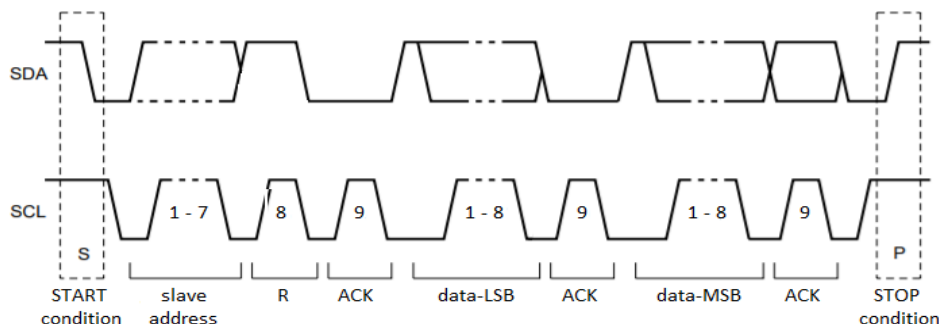 SDA
SCL
1 - 7
8
9
1 - 8
9
1 - 8
9
S
P
START condition
slave address
R
ACK
data-LSB
ACK
data-MSB
ACK
STOP condition